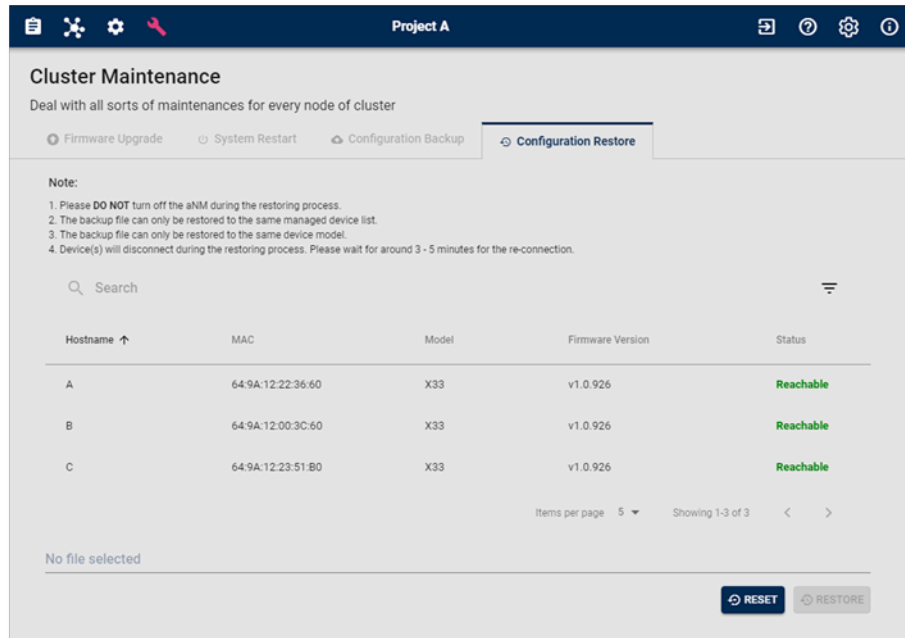 Project A
Cluster Maintenance
Deal with all sorts of maintenances for every node of cluster
Firmware Upgrade System Restart Configuration Backup Configuration Restore
Note:
1. Please DO NOT turn off the aNM during the restoring process.
2. The backup file can only be restored to the same managed device list.
3. The backup file can only be restored to the same device model.
4. Device(s) will disconnect during the restoring process. Please wait for around 3 - 5 minutes for the re-connection.
Search
Hostname MAC Model Firmware Version Status
A 64:9A:12:22:36:60 X33 v1.0.926 Reachable
B 64:9A:12:00:3C:60 X33 v1.0.926 Reachable
C 64:9A:12:23:51:B0 X33 v1.0.926 Reachable
Items per page 5 Showing 1-3 of 3
No file selected
RESET RESTORE